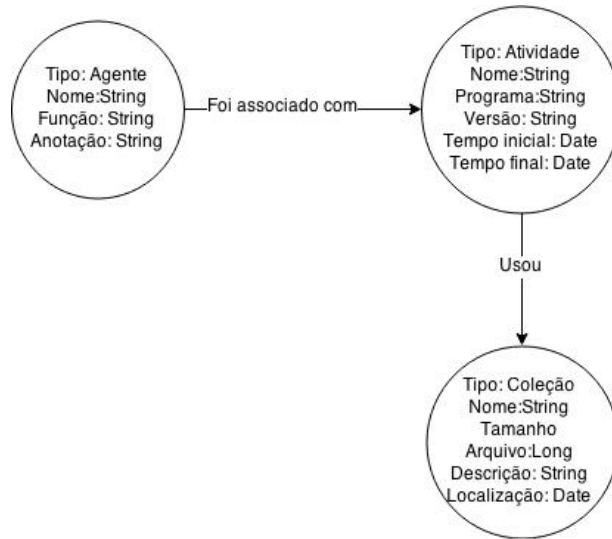 Tipo: Agente
Nome:String
Função: String
Anotação: String
Foi associado com
Tipo: Atividade
Nome:String
Programa:String
Versão: String
Tempo inicial: Date
Tempo final: Date
Usou
Tipo: Coleção
Nome:String
Tamanho
Arquivo:Long
Descrição: String
Localização: Date